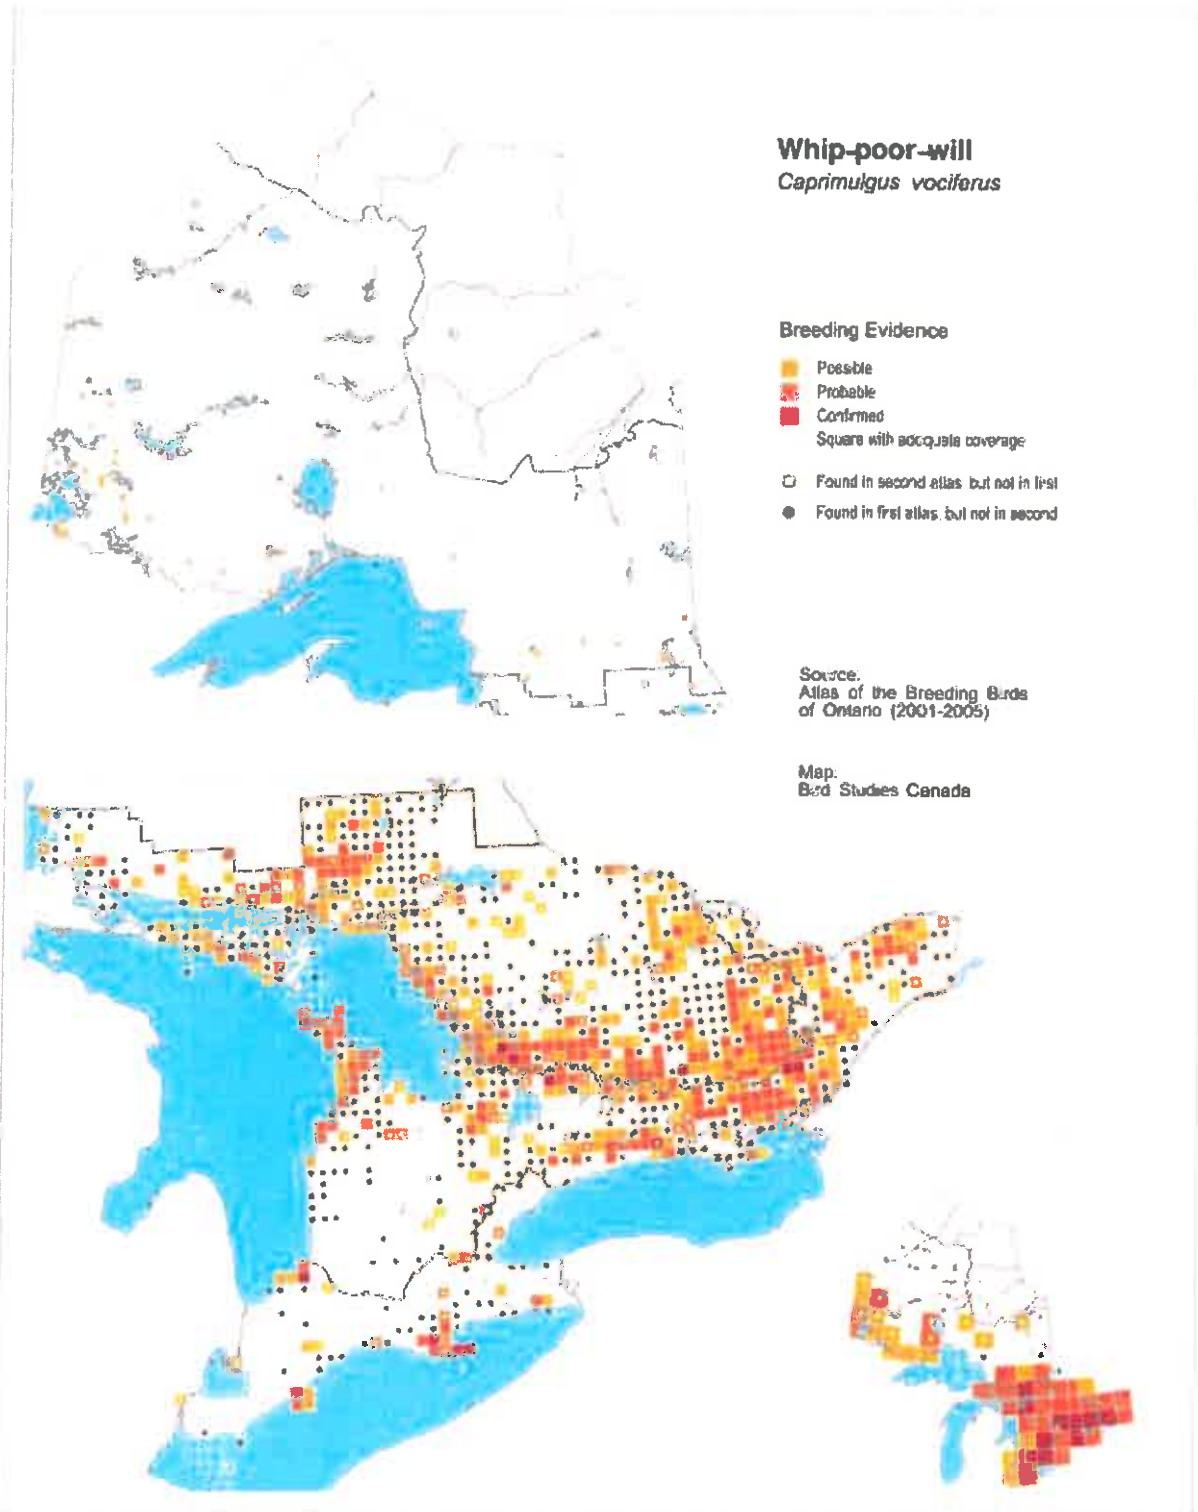 Whip-poor-will
Caprimulgus vociferus
Breeding Evidence
Possible
Probable
Confirmed
Square with adequate coverage
Found in second atlas, but not in first
Found in first atlas, but not in second
Source:
Atlas of the Breeding Birds
of Ontario (2001-2005)
Map:
Bird Studies Canada